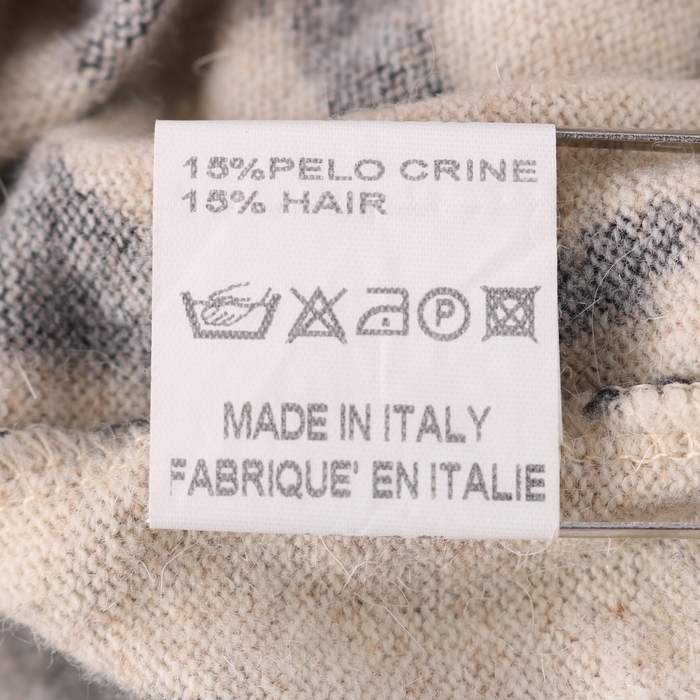 15%PELO CRINE
15% HAIR
P
MADE IN ITALY
FABRIQUE' EN ITALIE